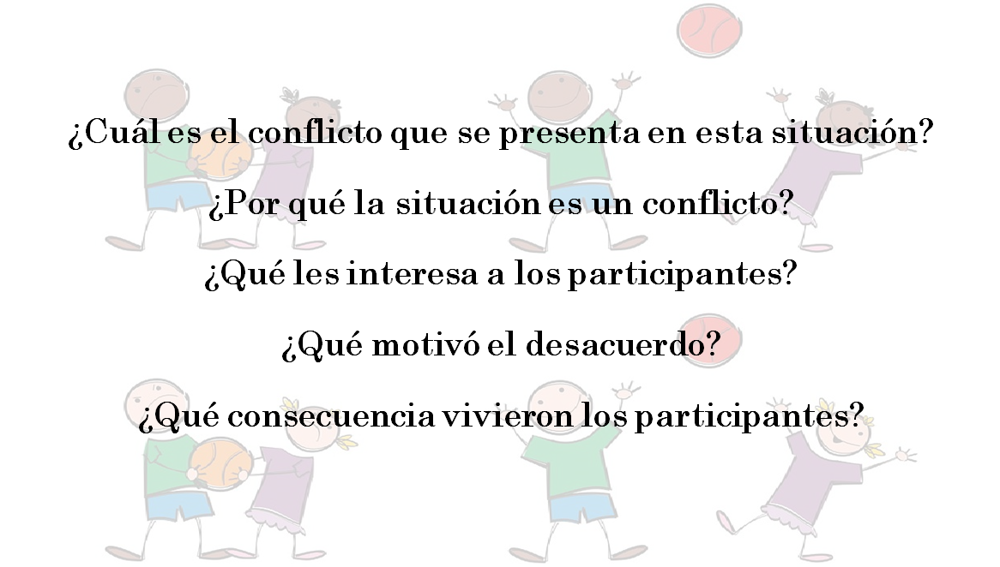 ¿Cuál es el conflicto que se presenta en esta situación?
¿Por qué la situación es un conflicto?
¿Qué les interesa a los participantes?
¿Qué motivó el desacuerdo?
¿Qué consecuencia vivieron los participantes?